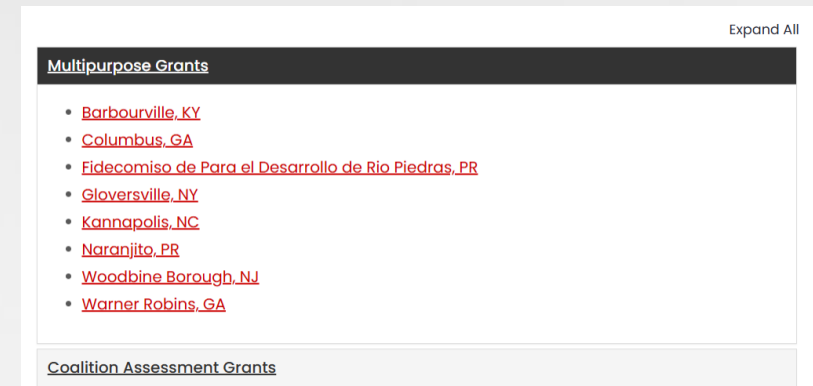 Expand All
Multipurpose Grants
Barbourville, KY
Columbus, GA
Fidecomiso de Para el Desarrollo de Rio Piedras, PR
Gloversville, NY
Kannapolis, NC
Naranjito, PR
Woodbine Borough, NJ
Warner Robins, GA
Coalition Assessment Grants